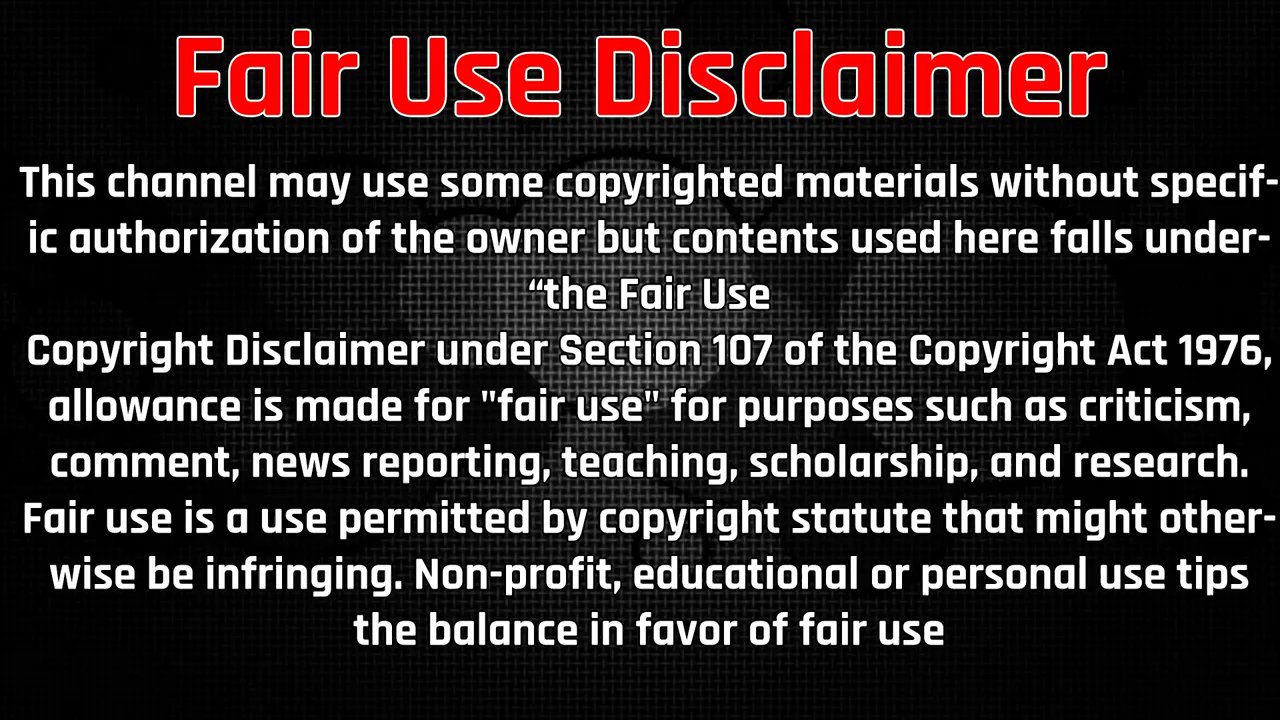 Fair Use Disclaimer
This channel may use some copyrighted materials without specif-
ic authorization of the owner but contents used here falls under-
“the Fair Use
Copyright Disclaimer under Section 107 of the Copyright Act 1976,
allowance is made for "fair use" for purposes such as criticism,
comment, news reporting, teaching, scholarship, and research.
Fair use is a use permitted by copyright statute that might other-
wise be infringing. Non-profit, educational or personal use tips
the balance in favor of fair use